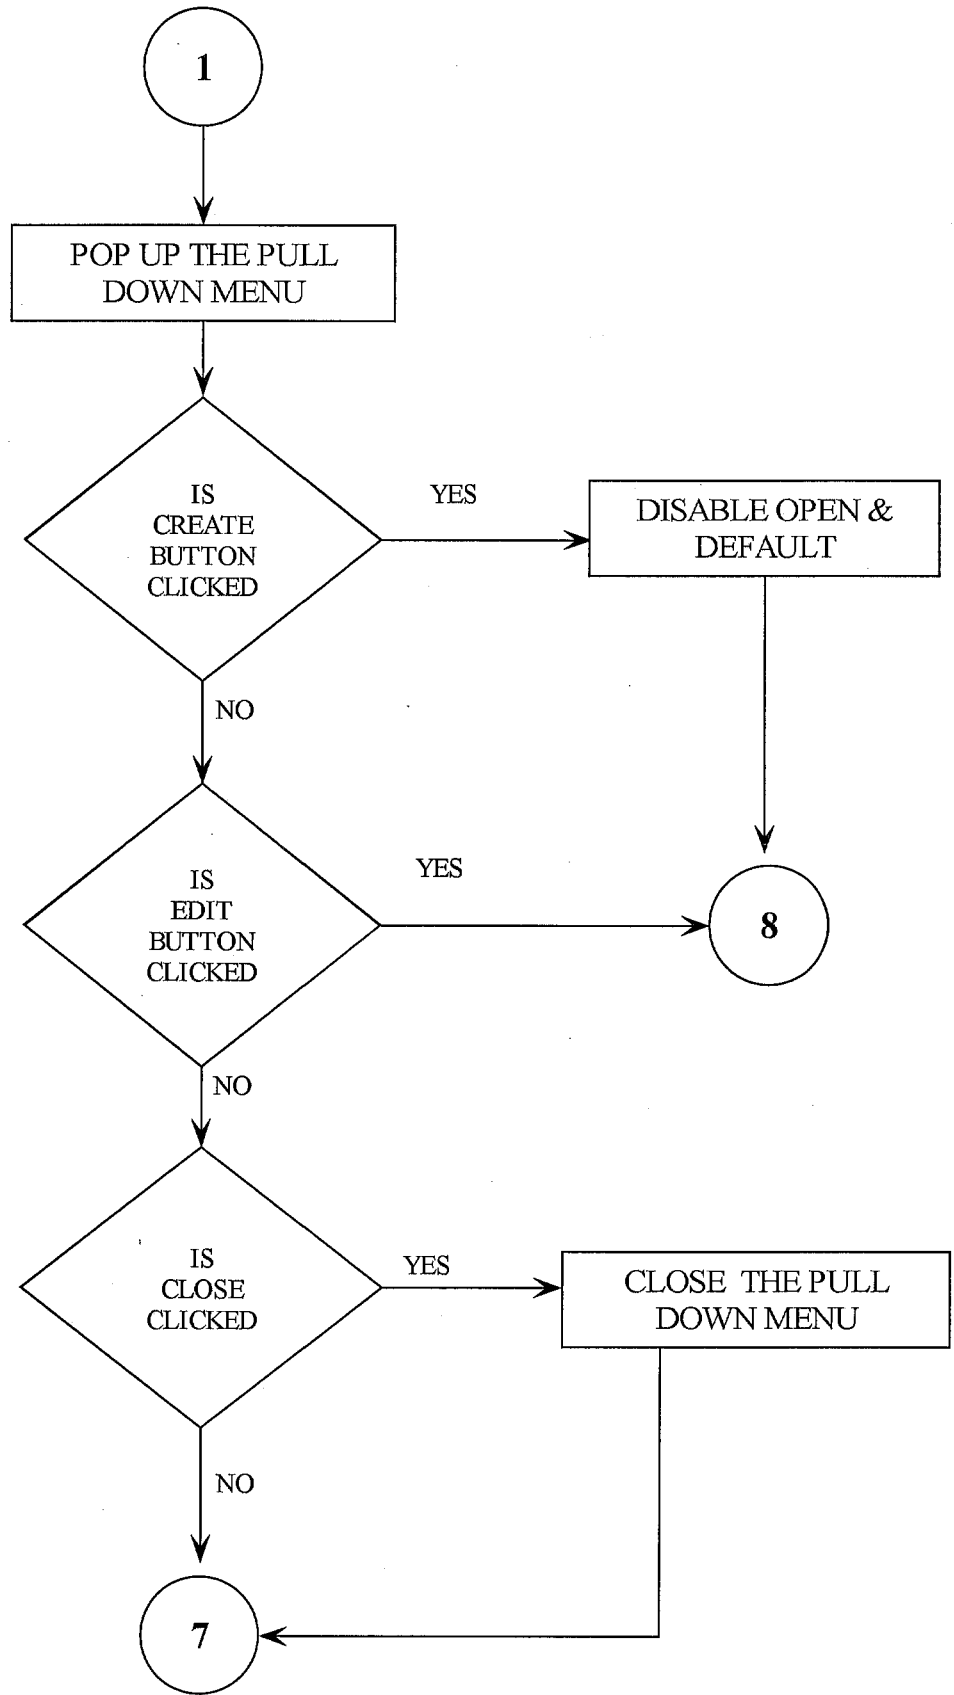 1
POP UP THE PULL
DOWN MENU
IS
CREATE
BUTTON
CLICKED
YES
DISABLE OPEN &
DEFAULT
NO
IS
EDIT
BUTTON
CLICKED
YES
8
NO
IS
CLOSE
CLICKED
YES
CLOSE THE PULL
DOWN MENU
NO
7